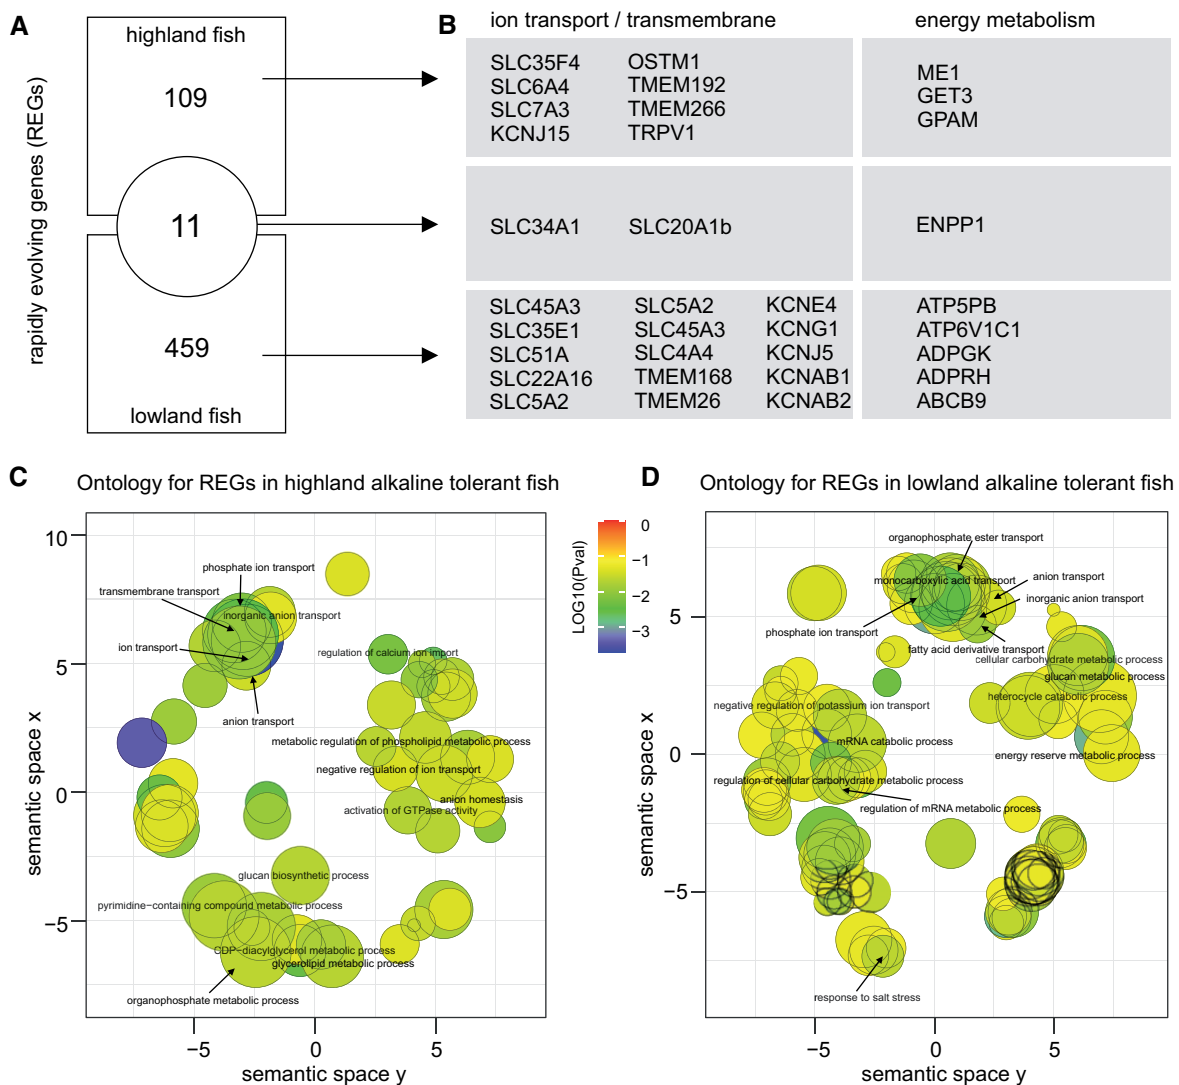 A
highland fish
109
11
459
lowland fish
rapidly evolving genes (REGs)
B
ion transport / transmembrane
energy metabolism
SLC35F4 OSTM1
SLC6A4 TMEM192
SLC7A3 TMEM266
KCNJ15 TRPV1
ME1
GET3
GPAM
SLC34A1 SLC20A1b
ENPP1
SLC45A3 SLC5A2 KCNE4
SLC35E1 SLC45A3 KCNG1
SLC51A SLC4A4 KCNJ5
SLC22A16 TMEM168 KCNAB1
SLC5A2 TMEM26 KCNAB2
ATP5PB
ATP6V1C1
ADPGK
ADPRH
ABCB9
C
Ontology for REGs in highland alkaline tolerant fish
10
5
0
−5
semantic space x
phosphate ion transport
transmembrane transport
inorganic anion transport
ion transport
regulation of calcium ion import
anion transport
metabolic regulation of phospholipid metabolic process
negative regulation of ion transport
anion homestasis
activation of GTPase activity
glucan biosynthetic process
pyrimidine−containing compound metabolic process
CDP−diacylglycerol metabolic process
glycerolipid metabolic process
organophosphate metabolic process
−5 0 5
semantic space y
LOG10(Pval)
0
−1
−2
−3
D
Ontology for REGs in lowland alkaline tolerant fish
5
0
−5
semantic space x
organophosphate ester transport
monocarboxylic acid transport
anion transport
inorganic anion transport
phosphate ion transport
fatty acid derivative transport
cellular carbohydrate metabolic process
glucan metabolic process
heterocycle catabolic process
negative regulation of potassium ion transport
mRNA catabolic process
energy reserve metabolic process
regulation of cellular carbohydrate metabolic process
regulation of mRNA metabolic process
response to salt stress
−5 0 5
semantic space y